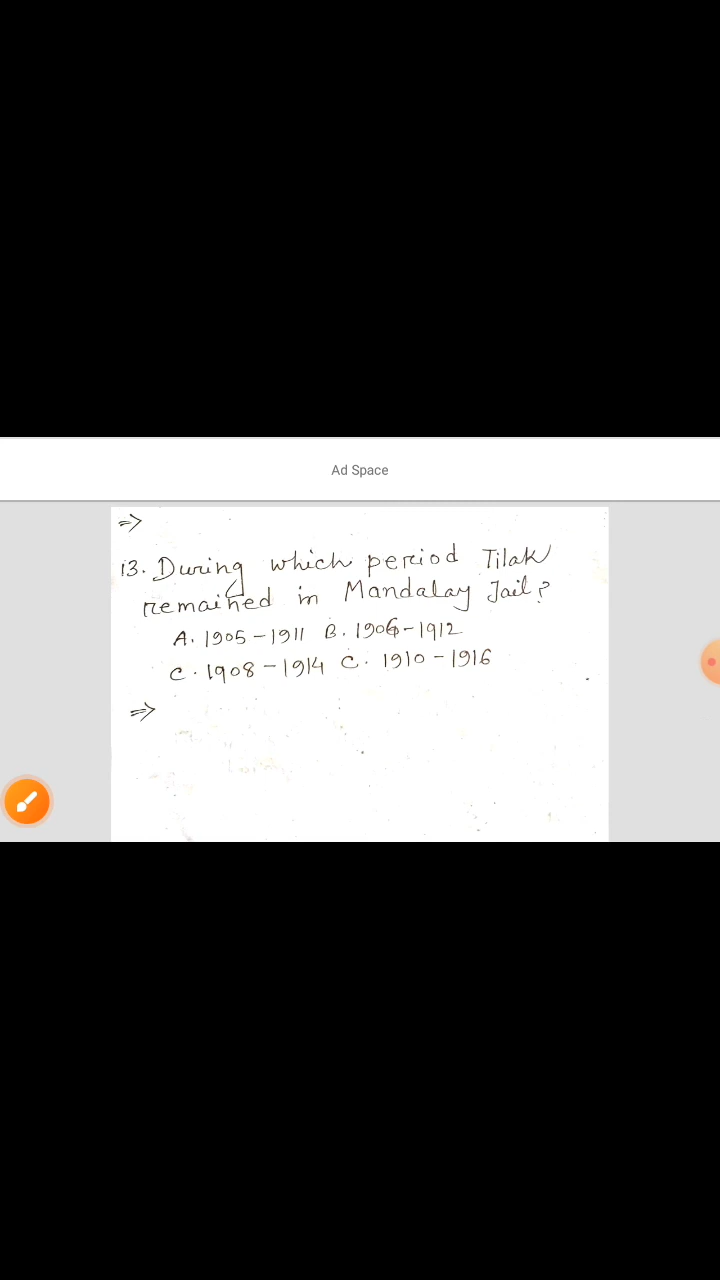 Ad Space
⇒
13. During which period Tilak
remained in Mandalay Jail?
A. 1905-1911 B. 1906-1912
C. 1908-1914 C. 1910-1916
⇒